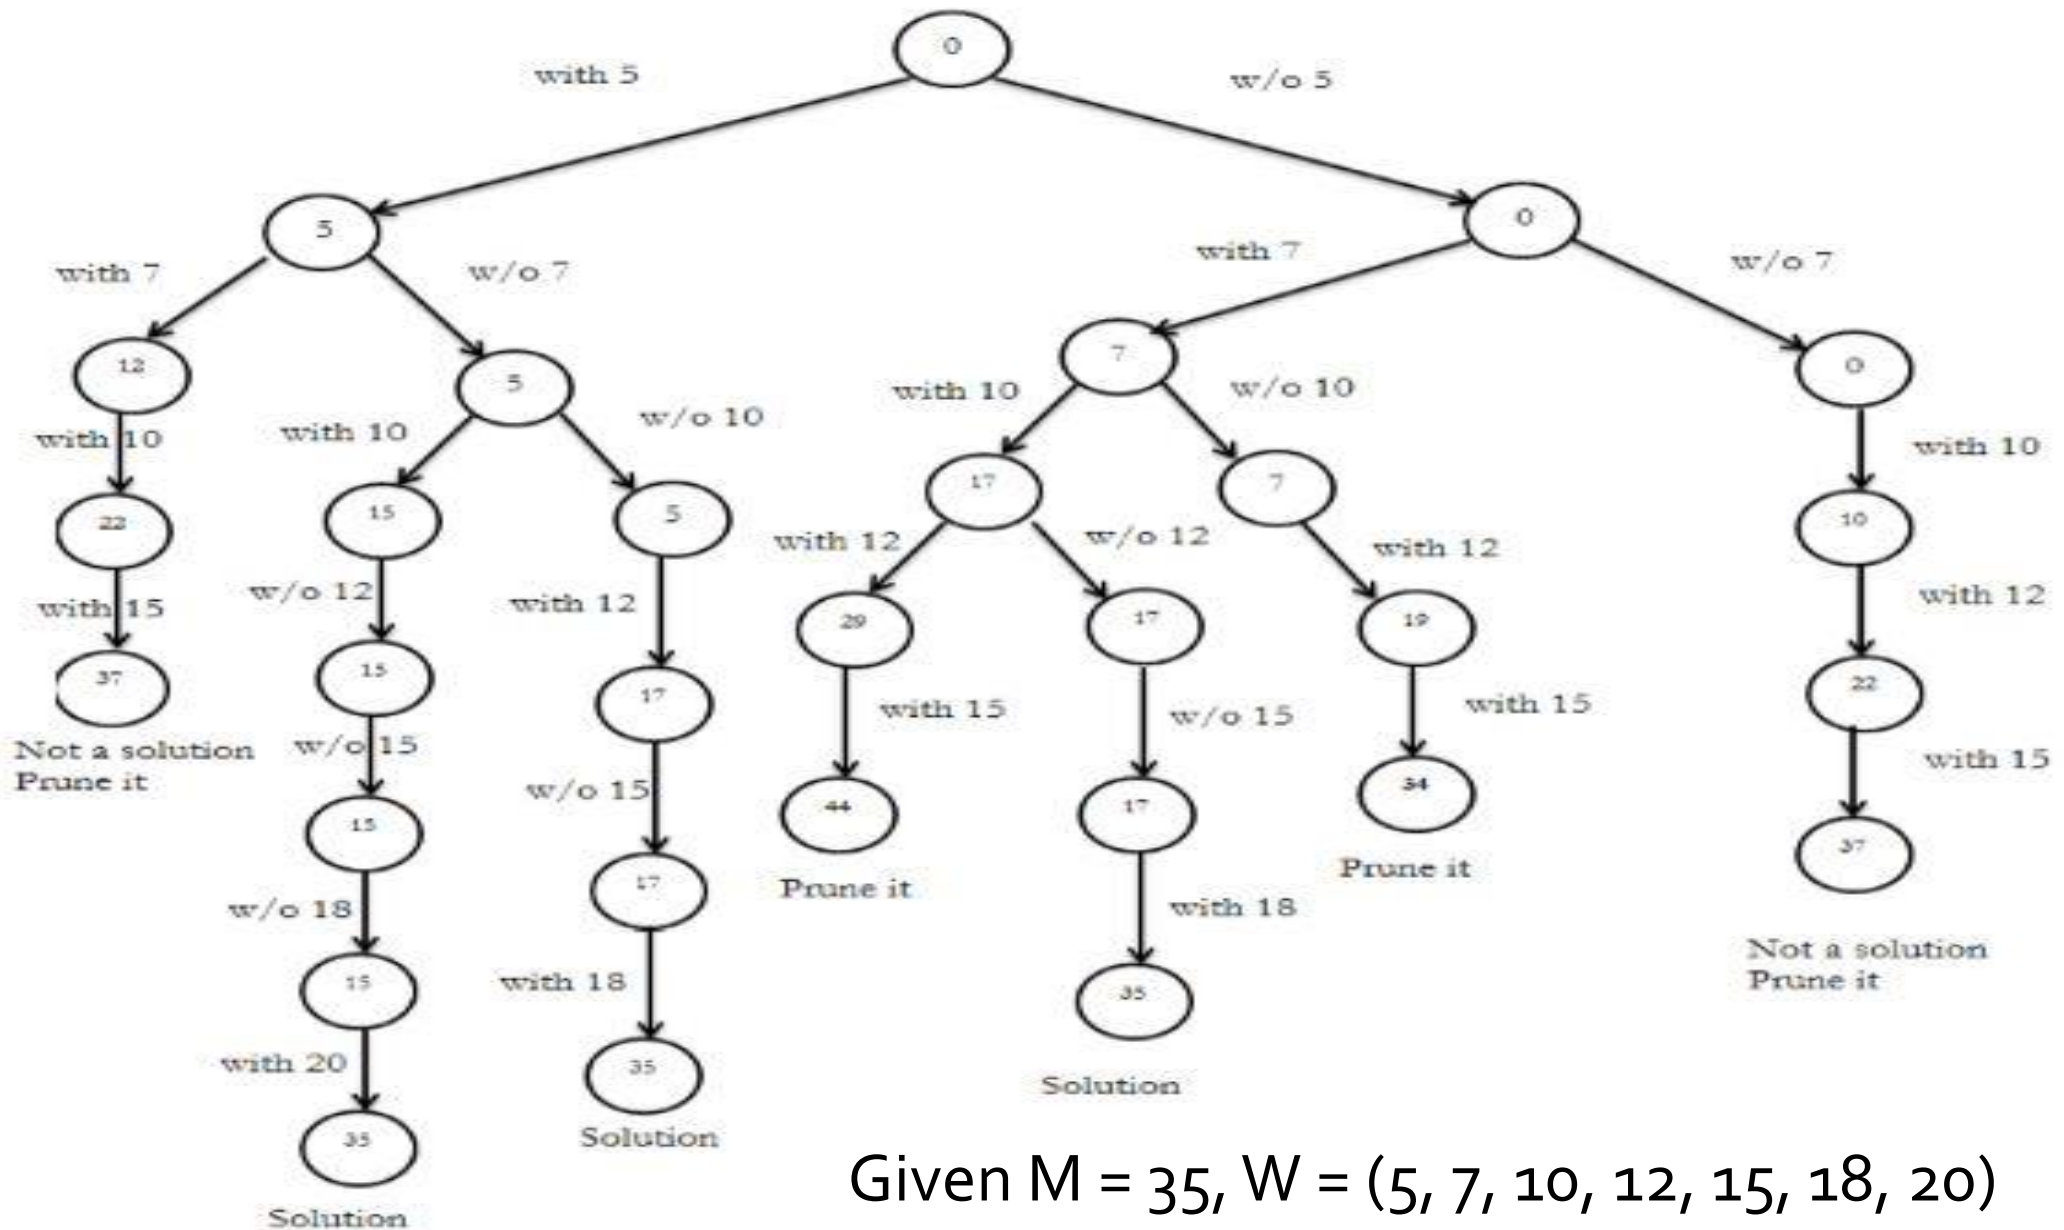 0
with 5
w/o 5
5
0
with 7
w/o 7
with 7
w/o 7
12
5
7
0
with 10
with 10
w/o 10
with 10
w/o 10
with 10
22
15
5
17
7
10
with 15
w/o 12
with 12
with 12
w/o 12
with 12
with 12
37
15
17
29
17
19
22
Not a solution
Prune it
w/o 15
w/o 15
with 15
w/o 15
with 15
with 15
15
17
44
17
34
37
Prune it
Prune it
Not a solution
Prune it
w/o 18
with 18
with 18
15
35
35
with 20
Solution
Solution
35
Solution
Given M = 35, W = (5, 7, 10, 12, 15, 18, 20)